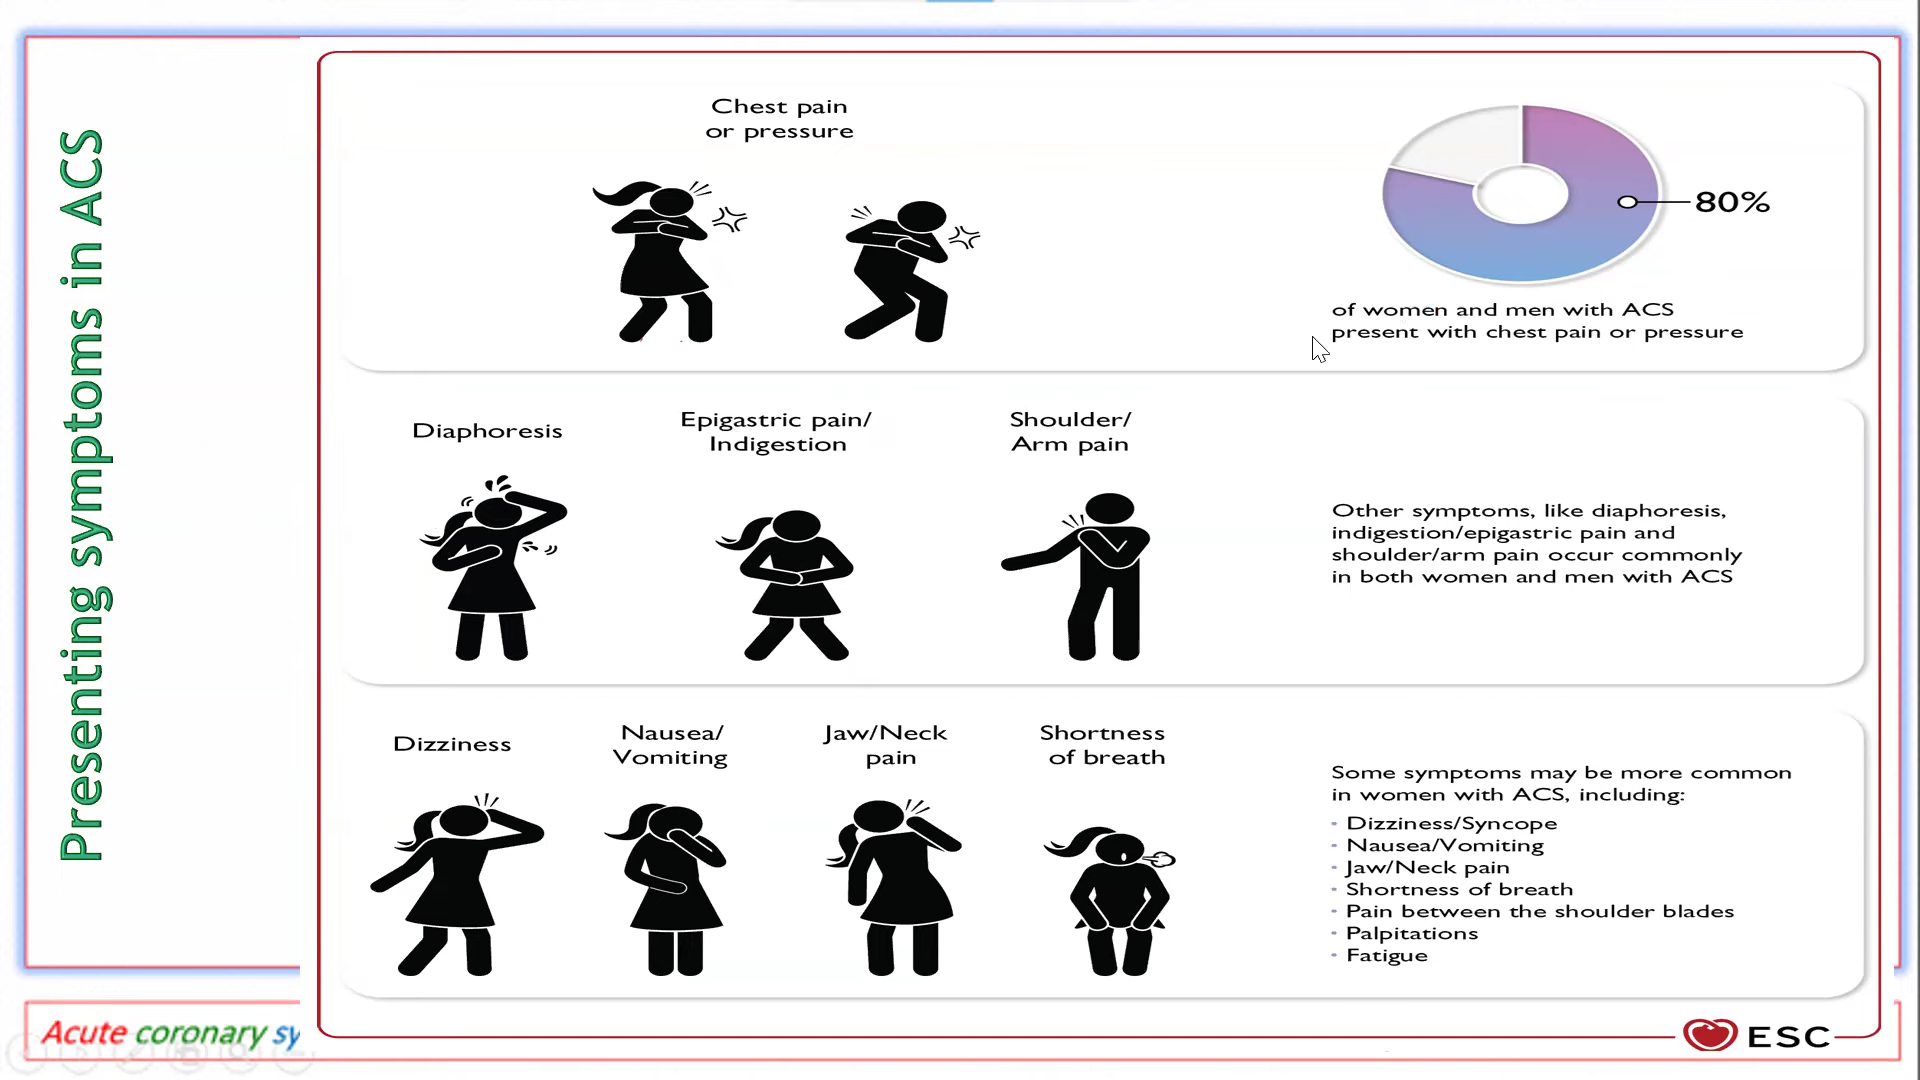 Presenting symptoms in ACS
Chest pain
or pressure
80%
of women and men with ACS
present with chest pain or pressure
Diaphoresis
Epigastric pain/
Indigestion
Shoulder/
Arm pain
Other symptoms, like diaphoresis,
indigestion/epigastric pain and
shoulder/arm pain occur commonly
in both women and men with ACS
Dizziness
Nausea/
Vomiting
Jaw/Neck
pain
Shortness
of breath
Some symptoms may be more common
in women with ACS, including:
Dizziness/Syncope
Nausea/Vomiting
Jaw/Neck pain
Shortness of breath
Pain between the shoulder blades
Palpitations
Fatigue
Acute coronary sy
ESC